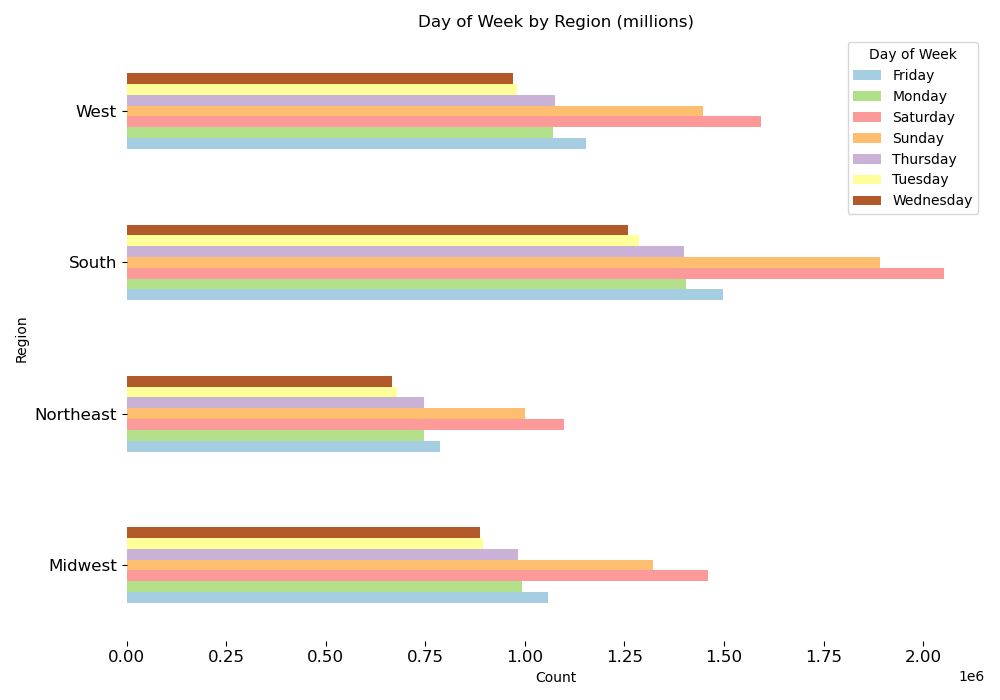 Day of Week by Region (millions)
Day of Week
Friday
Monday
Saturday
Sunday
Thursday
Tuesday
Wednesday
West
South
Northeast
Midwest
Region
0.00 0.25 0.50 0.75 1.00 1.25 1.50 1.75 2.00
1e6
Count